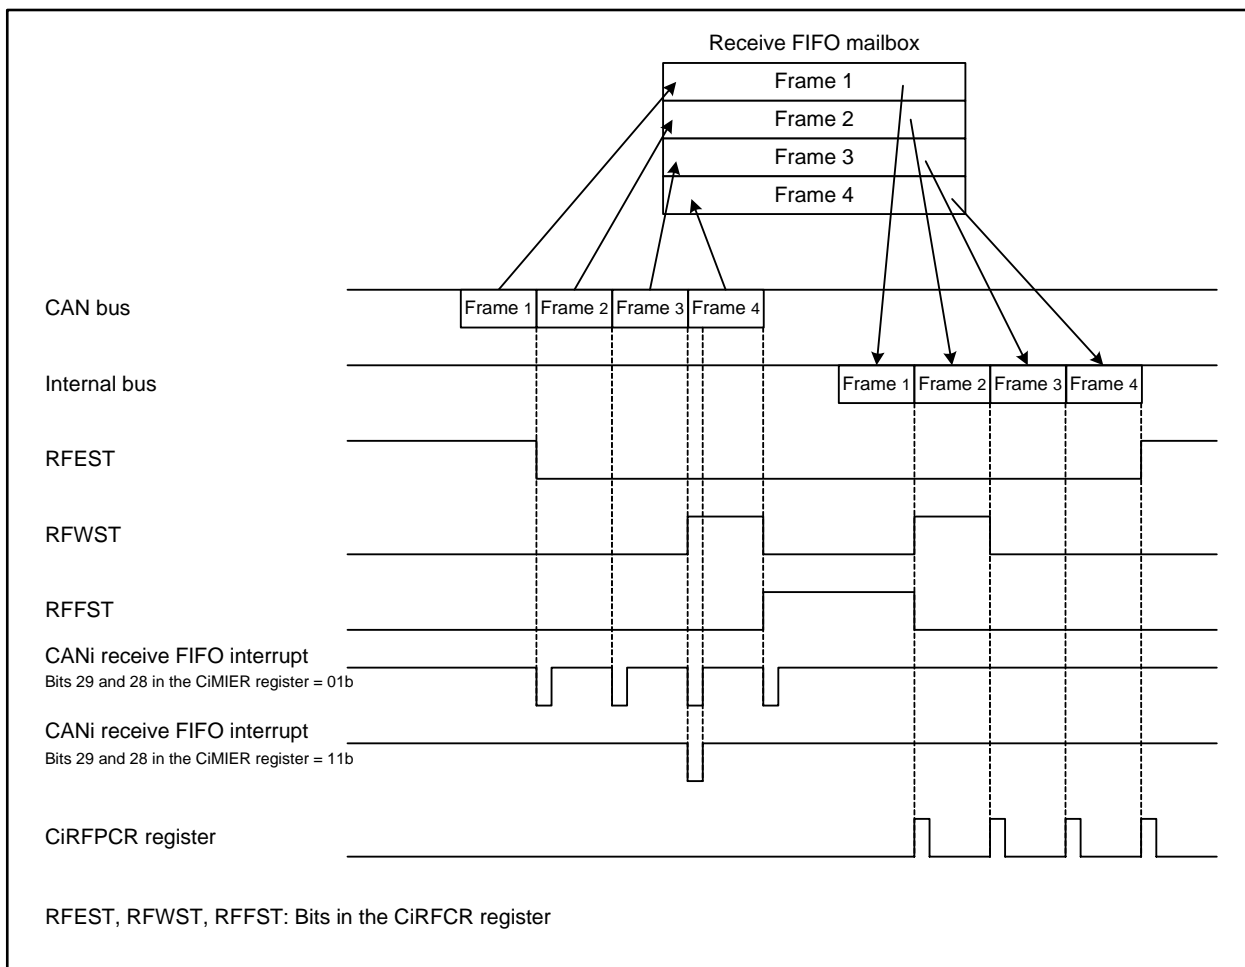 Receive FIFO mailbox
Frame 1
Frame 2
Frame 3
Frame 4
CAN bus
Frame 1 Frame 2 Frame 3 Frame 4
Internal bus
Frame 1 Frame 2 Frame 3 Frame 4
RFEST
RFWST
RFFST
CANi receive FIFO interrupt
Bits 29 and 28 in the CiMIER register = 01b
CANi receive FIFO interrupt
Bits 29 and 28 in the CiMIER register = 11b
CiRFPCR register
RFEST, RFWST, RFFST: Bits in the CiRFCR register